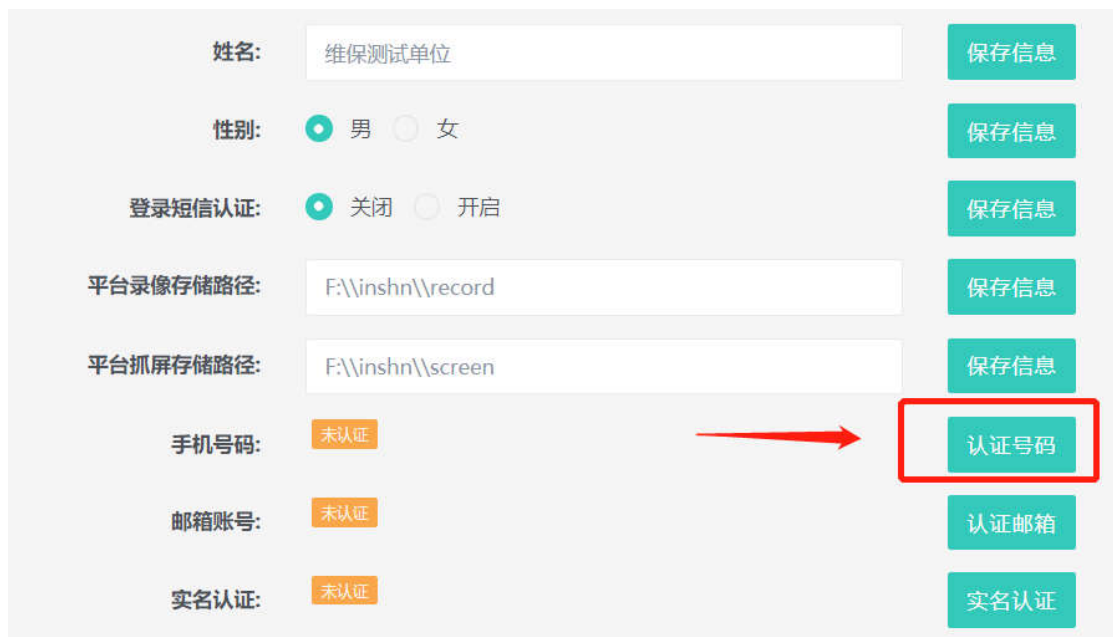 姓名: 维保测试单位 保存信息
性别: 男 女 保存信息
登录短信认证: 关闭 开启 保存信息
平台录像存储路径: F:\\inshn\\record 保存信息
平台抓屏存储路径: F:\\inshn\\screen 保存信息
手机号码: 未认证 认证号码
邮箱账号: 未认证 认证邮箱
实名认证: 未认证 实名认证